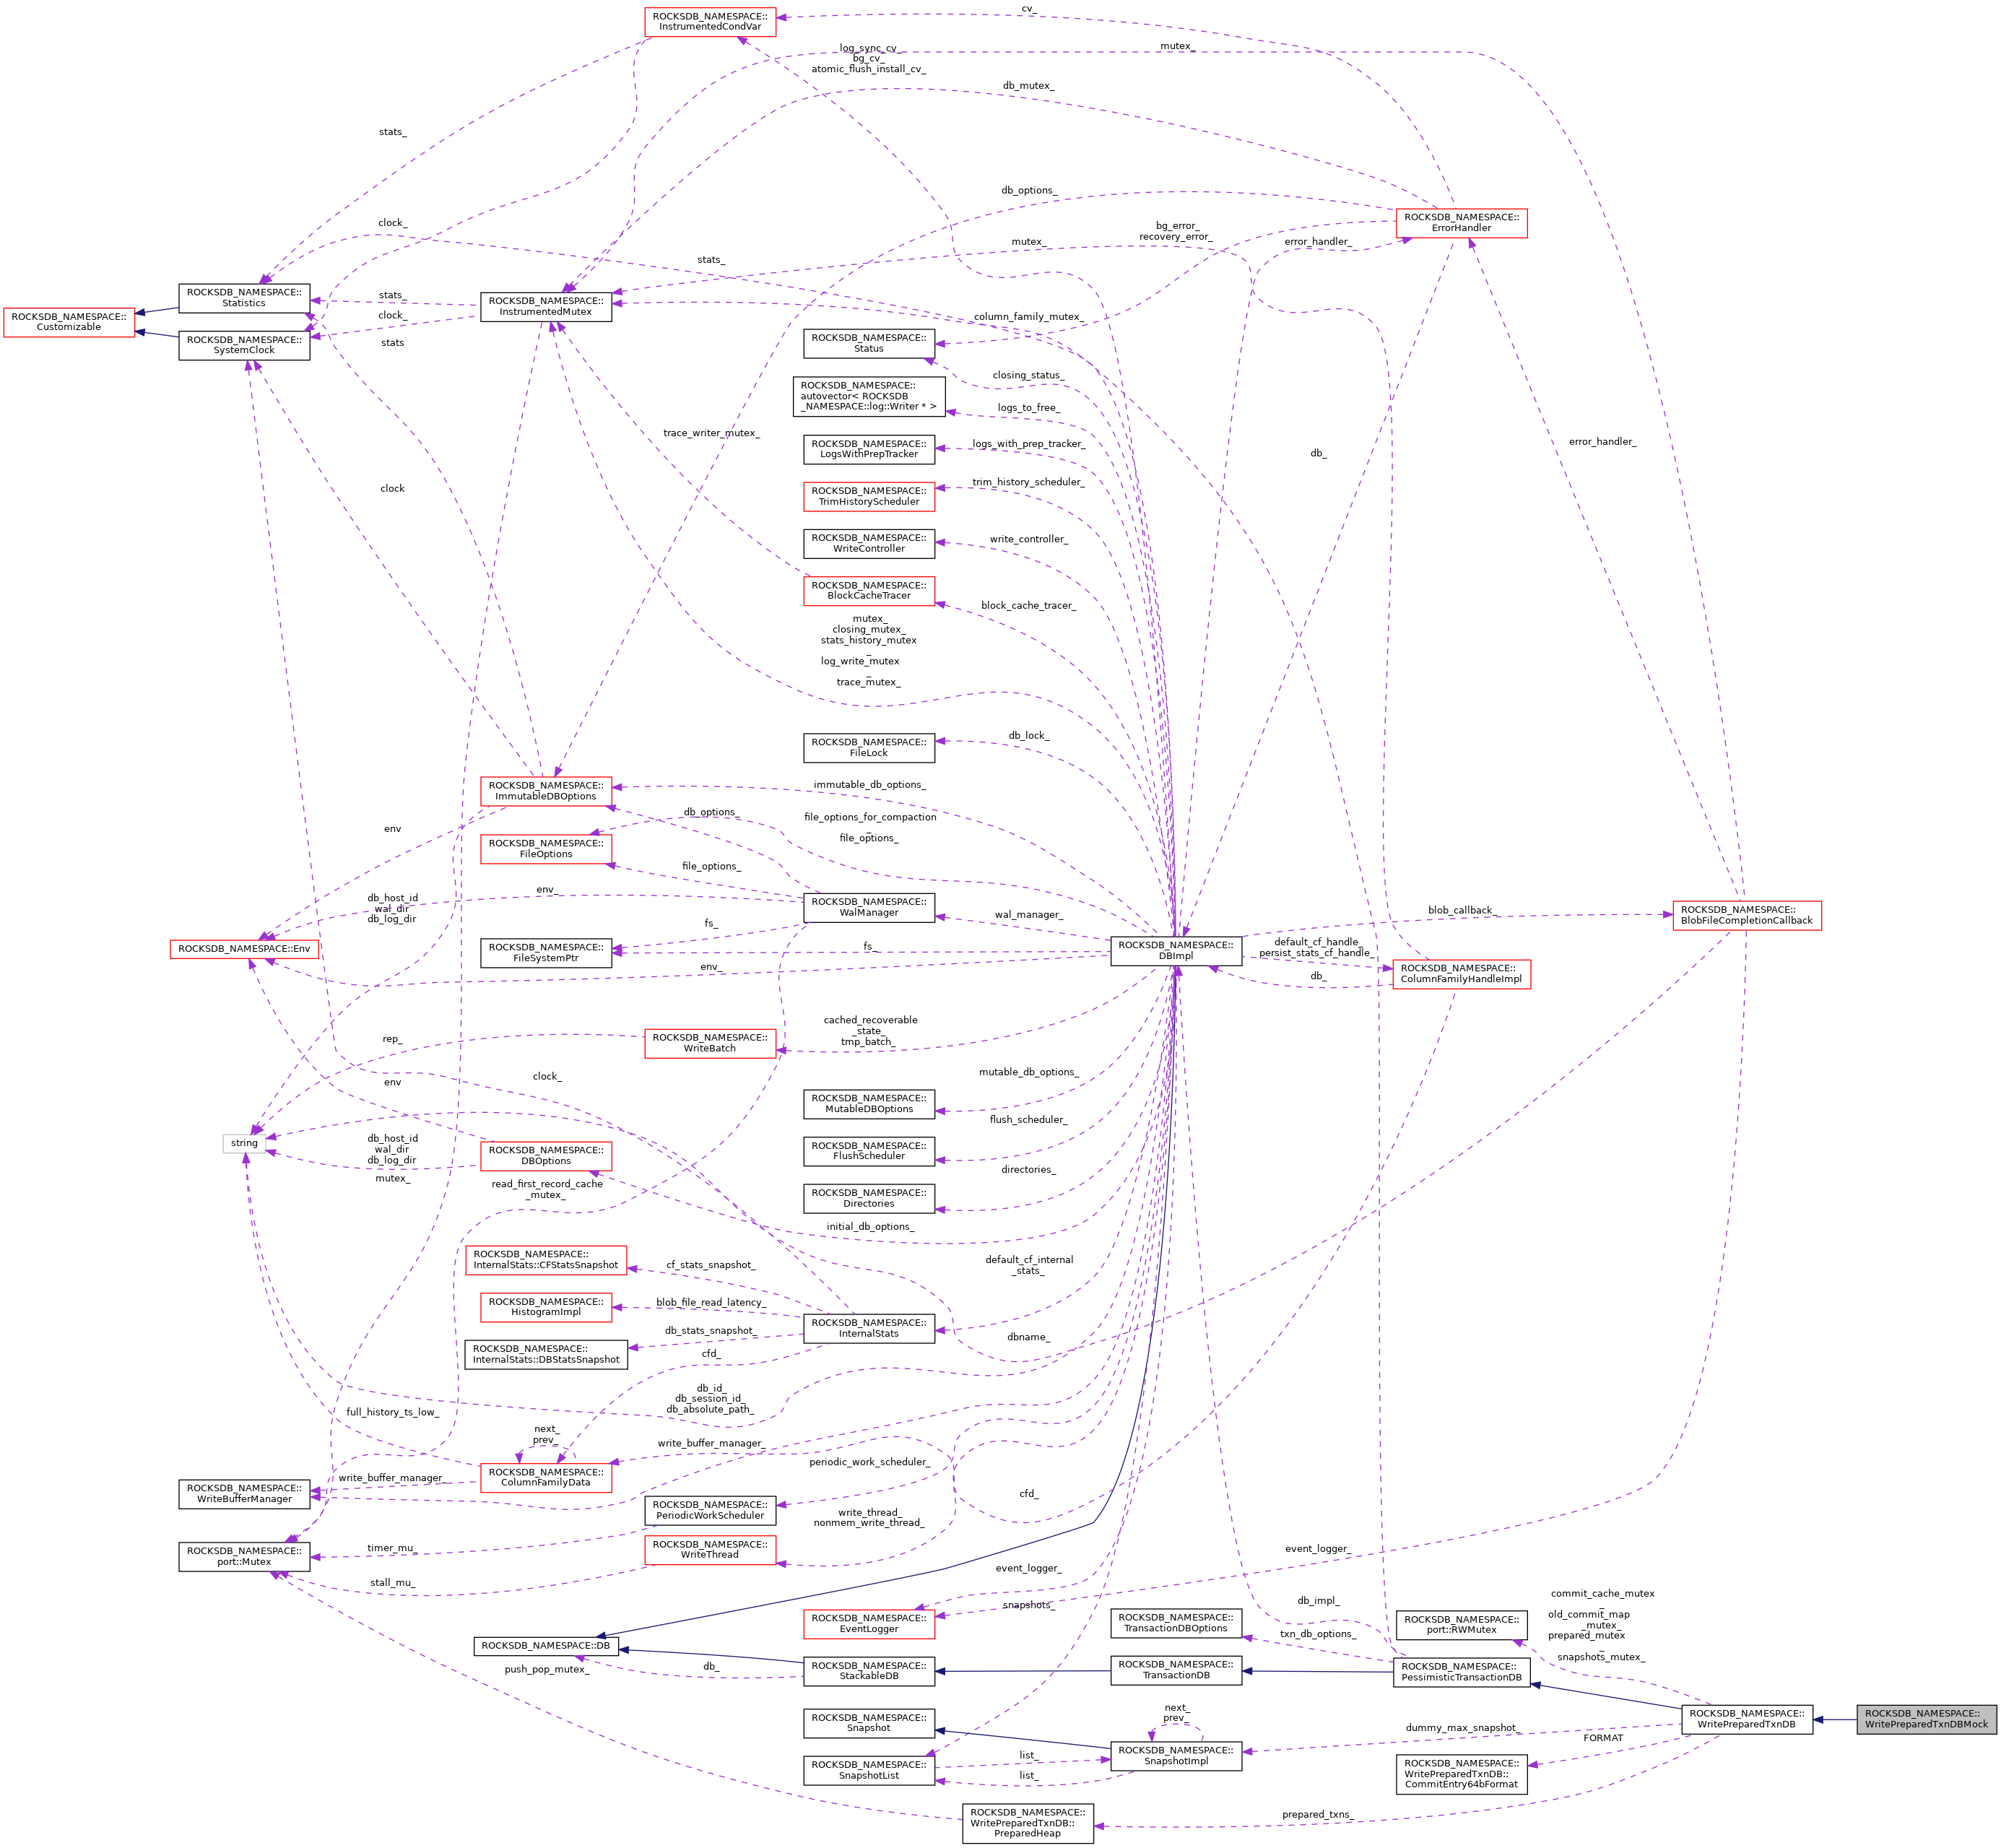 ROCKSDB_NAMESPACE::
InstrumentedCondVar
cv_
log_sync_cv_
bg_cv_
atomic_flush_install_cv_
mutex_
db_mutex_
stats_
db_options_
ROCKSDB_NAMESPACE::
ErrorHandler
clock_
bg_error_
recovery_error_
mutex_
error_handler_
stats_
ROCKSDB_NAMESPACE::
Statistics
stats_
ROCKSDB_NAMESPACE::
InstrumentedMutex
ROCKSDB_NAMESPACE::
Customizable
clock_
column_family_mutex_
ROCKSDB_NAMESPACE::
SystemClock
stats
ROCKSDB_NAMESPACE::
Status
closing_status_
ROCKSDB_NAMESPACE::
autovector< ROCKSDB
_NAMESPACE::log::Writer * >
logs_to_free_
trace_writer_mutex_
ROCKSDB_NAMESPACE::
LogsWithPrepTracker
logs_with_prep_tracker_
db_
error_handler_
clock
ROCKSDB_NAMESPACE::
TrimHistoryScheduler
trim_history_scheduler_
ROCKSDB_NAMESPACE::
WriteController
write_controller_
ROCKSDB_NAMESPACE::
BlockCacheTracer
block_cache_tracer_
mutex_
closing_mutex_
stats_history_mutex
_
log_write_mutex
_
trace_mutex_
ROCKSDB_NAMESPACE::
FileLock
db_lock_
ROCKSDB_NAMESPACE::
ImmutableDBOptions
immutable_db_options_
env
db_options_
file_options_for_compaction
_
file_options_
ROCKSDB_NAMESPACE::
FileOptions
file_options_
db_host_id
wal_dir
db_log_dir
env_
ROCKSDB_NAMESPACE::
WalManager
wal_manager_
blob_callback_
ROCKSDB_NAMESPACE::
BlobFileCompletionCallback
ROCKSDB_NAMESPACE::Env
ROCKSDB_NAMESPACE::
FileSystemPtr
fs_
fs_
env_
ROCKSDB_NAMESPACE::
DBImpl
default_cf_handle_
persist_stats_cf_handle_
db_
ROCKSDB_NAMESPACE::
ColumnFamilyHandleImpl
rep_
ROCKSDB_NAMESPACE::
WriteBatch
cached_recoverable
_state_
tmp_batch_
env
clock_
ROCKSDB_NAMESPACE::
MutableDBOptions
mutable_db_options_
string
db_host_id
wal_dir
db_log_dir
mutex_
ROCKSDB_NAMESPACE::
DBOptions
ROCKSDB_NAMESPACE::
FlushScheduler
flush_scheduler_
read_first_record_cache
_mutex_
ROCKSDB_NAMESPACE::
Directories
directories_
initial_db_options_
ROCKSDB_NAMESPACE::
InternalStats::CFStatsSnapshot
cf_stats_snapshot_
default_cf_internal
_stats_
ROCKSDB_NAMESPACE::
HistogramImpl
blob_file_read_latency_
ROCKSDB_NAMESPACE::
InternalStats
dbname_
ROCKSDB_NAMESPACE::
InternalStats::DBStatsSnapshot
db_stats_snapshot_
cfd_
db_id_
db_session_id_
db_absolute_path_
full_history_ts_low_
next_
prev_
write_buffer_manager_
periodic_work_scheduler_
ROCKSDB_NAMESPACE::
WriteBufferManager
write_buffer_manager_
ROCKSDB_NAMESPACE::
ColumnFamilyData
cfd_
ROCKSDB_NAMESPACE::
PeriodicWorkScheduler
write_thread_
nonmem_write_thread_
ROCKSDB_NAMESPACE::
port::Mutex
timer_mu_
ROCKSDB_NAMESPACE::
WriteThread
stall_mu_
event_logger_
event_logger_
snapshots_
ROCKSDB_NAMESPACE::
EventLogger
db_impl_
commit_cache_mutex
_
old_commit_map
_mutex_
prepared_mutex
_
snapshots_mutex_
ROCKSDB_NAMESPACE::
TransactionDBOptions
txn_db_options_
ROCKSDB_NAMESPACE::
port::RWMutex
ROCKSDB_NAMESPACE::DB
push_pop_mutex_
db_
ROCKSDB_NAMESPACE::
StackableDB
ROCKSDB_NAMESPACE::
TransactionDB
ROCKSDB_NAMESPACE::
PessimisticTransactionDB
ROCKSDB_NAMESPACE::
Snapshot
next_
prev_
dummy_max_snapshot_
FORMAT
ROCKSDB_NAMESPACE::
WritePreparedTxnDB
ROCKSDB_NAMESPACE::
WritePreparedTxnDBMock
ROCKSDB_NAMESPACE::
SnapshotList
list_
list_
ROCKSDB_NAMESPACE::
SnapshotImpl
ROCKSDB_NAMESPACE::
WritePreparedTxnDB::
CommitEntry64bFormat
ROCKSDB_NAMESPACE::
WritePreparedTxnDB::
PreparedHeap
prepared_txns_